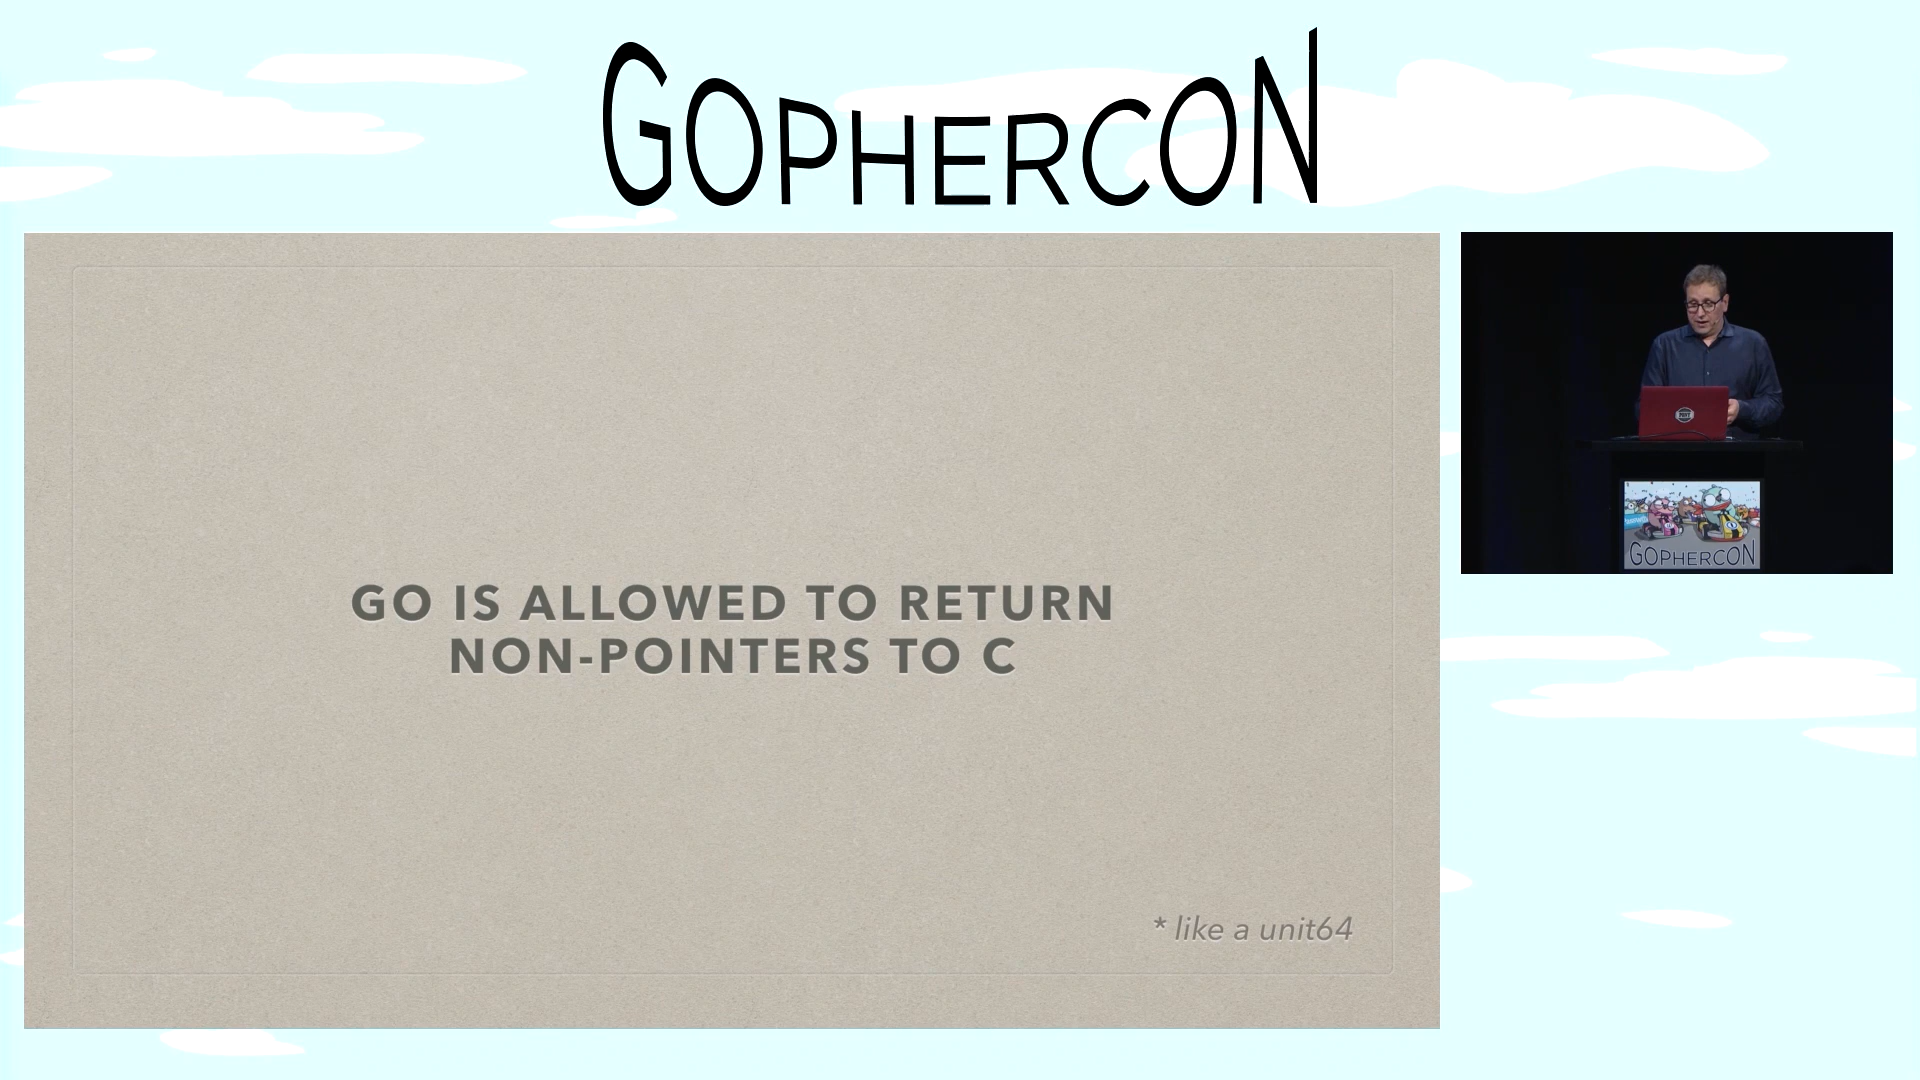 GOPHERCON
GO IS ALLOWED TO RETURN
NON-POINTERS TO C
* like a unit64
GOPHERCON